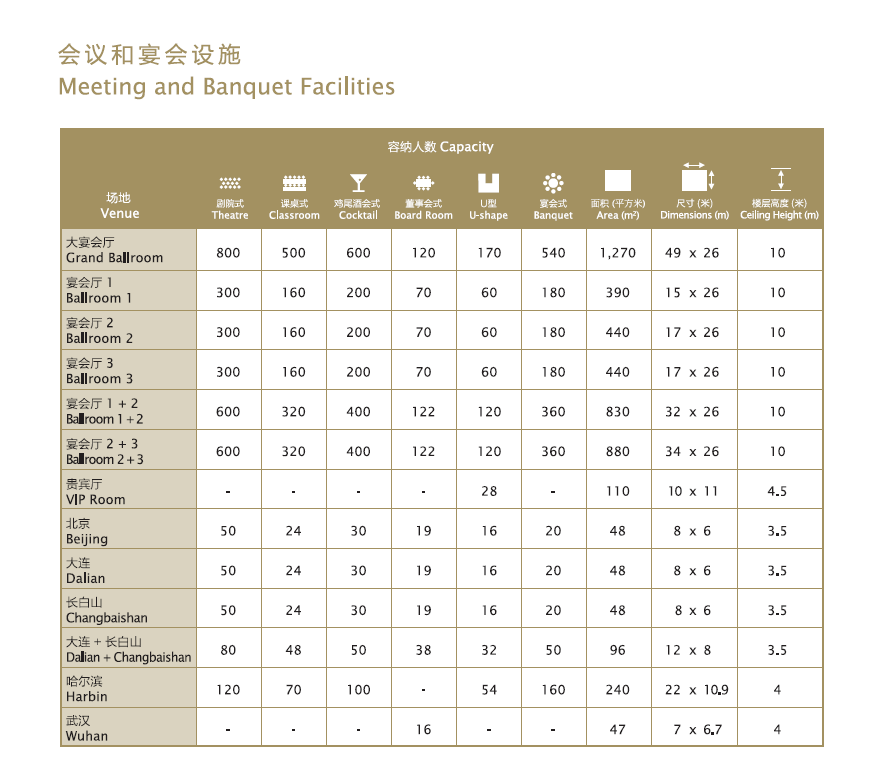 会议和宴会设施
Meeting and Banquet Facilities
容纳人数 Capacity
场地 Venue 剧院式 Theatre 课桌式 Classroom 鸡尾酒会式 Cocktail 董事会式 Board Room U型 U-shape 宴会式 Banquet 面积 (平方米) Area (m²) 尺寸 (米) Dimensions (m) 楼层高度 (米) Ceiling Height (m)
大宴会厅
Grand Ballroom 800 500 600 120 170 540 1,270 49 x 26 10
宴会厅 1
Ballroom 1 300 160 200 70 60 180 390 15 x 26 10
宴会厅 2
Ballroom 2 300 160 200 70 60 180 440 17 x 26 10
宴会厅 3
Ballroom 3 300 160 200 70 60 180 440 17 x 26 10
宴会厅 1 + 2
Ballroom 1 + 2 600 320 400 122 120 360 830 32 x 26 10
宴会厅 2 + 3
Ballroom 2 + 3 600 320 400 122 120 360 880 34 x 26 10
贵宾厅
VIP Room - - - - 28 - 110 10 x 11 4.5
北京
Beijing 50 24 30 19 16 20 48 8 x 6 3.5
大连
Dalian 50 24 30 19 16 20 48 8 x 6 3.5
长白山
Changbaishan 50 24 30 19 16 20 48 8 x 6 3.5
大连 + 长白山
Dalian + Changbaishan 80 48 50 38 32 50 96 12 x 8 3.5
哈尔滨
Harbin 120 70 100 - 54 160 240 22 x 10.9 4
武汉
Wuhan - - - 16 - - 47 7 x 6.7 4